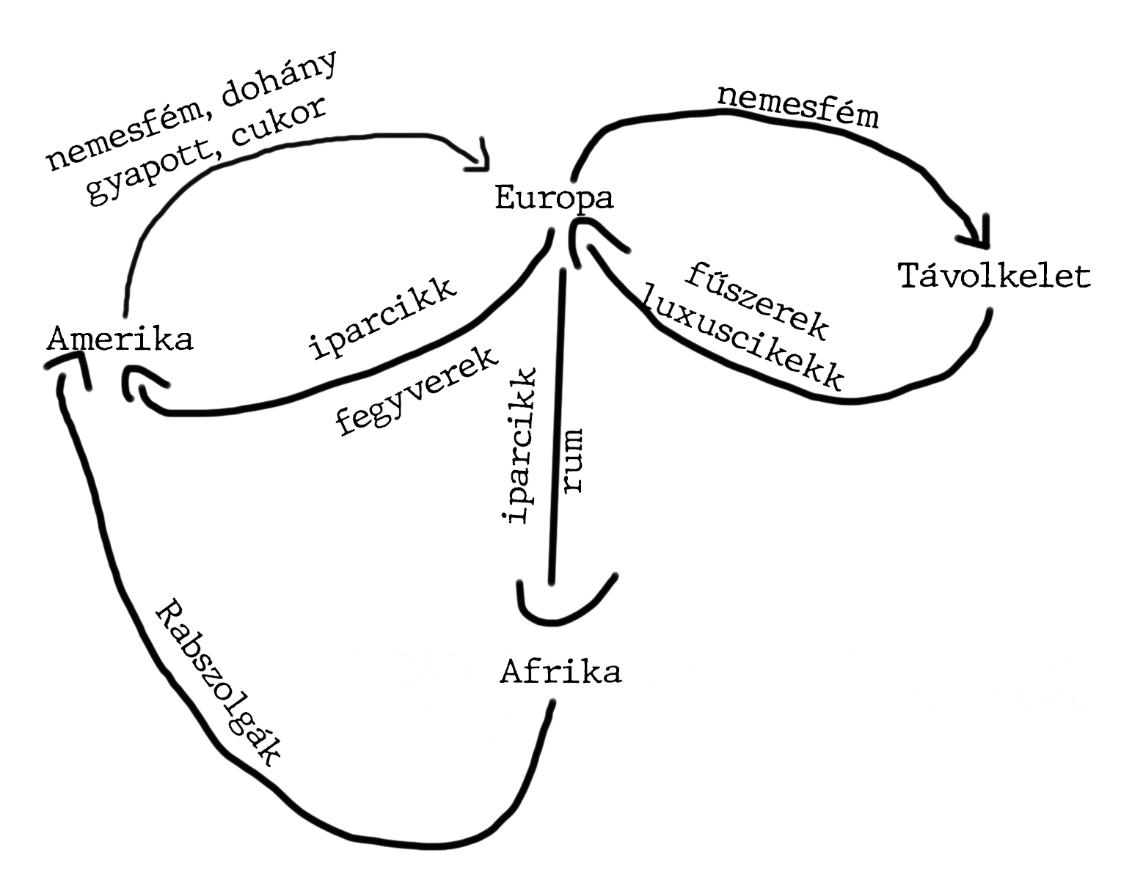 nemesfém, dohány
gyapott, cukor
nemesfém
Europa
Távolkelet
fűszerek
luxuscikekk
Amerika
iparcikk
fegyverek
iparcikk
rum
Rabszolgák
Afrika